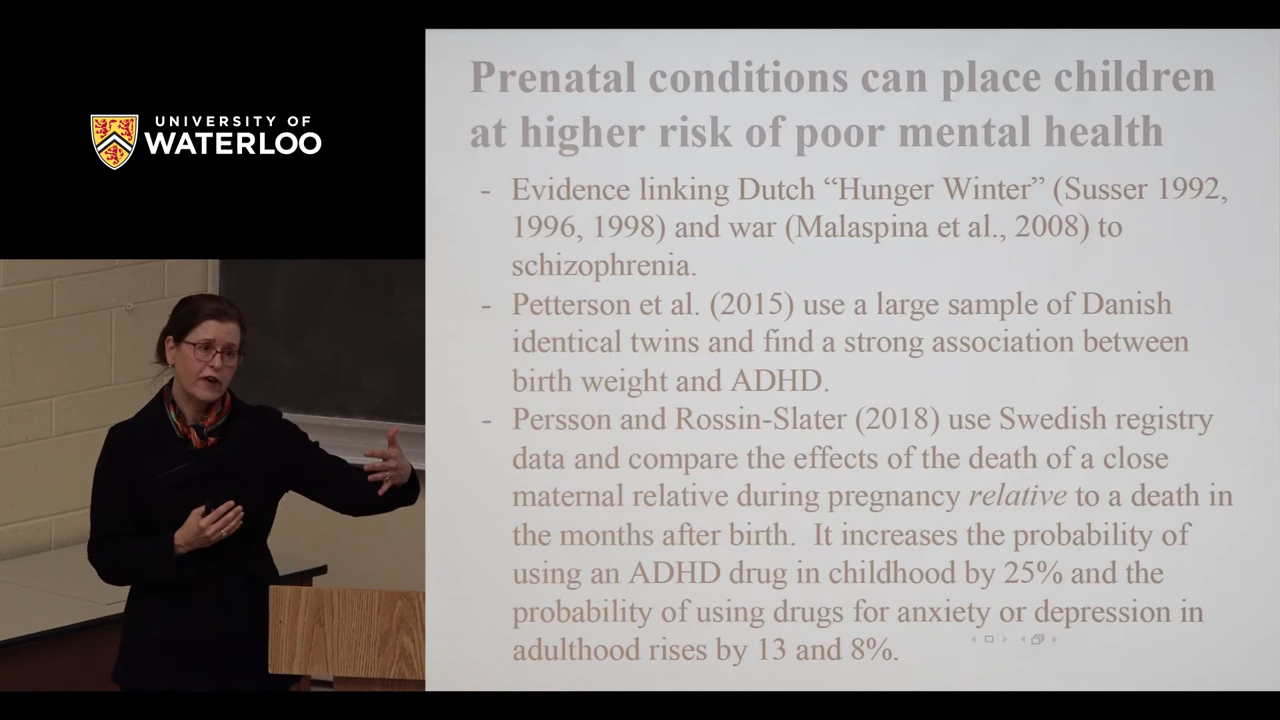 UNIVERSITY OF
WATERLOO
Prenatal conditions can place children
at higher risk of poor mental health
- Evidence linking Dutch “Hunger Winter” (Susser 1992,
1996, 1998) and war (Malaspina et al., 2008) to
schizophrenia.
- Petterson et al. (2015) use a large sample of Danish
identical twins and find a strong association between
birth weight and ADHD.
- Persson and Rossin-Slater (2018) use Swedish registry
data and compare the effects of the death of a close
maternal relative during pregnancy relative to a death in
the months after birth.  It increases the probability of
using an ADHD drug in childhood by 25% and the
probability of using drugs for anxiety or depression in
adulthood rises by 13 and 8%.